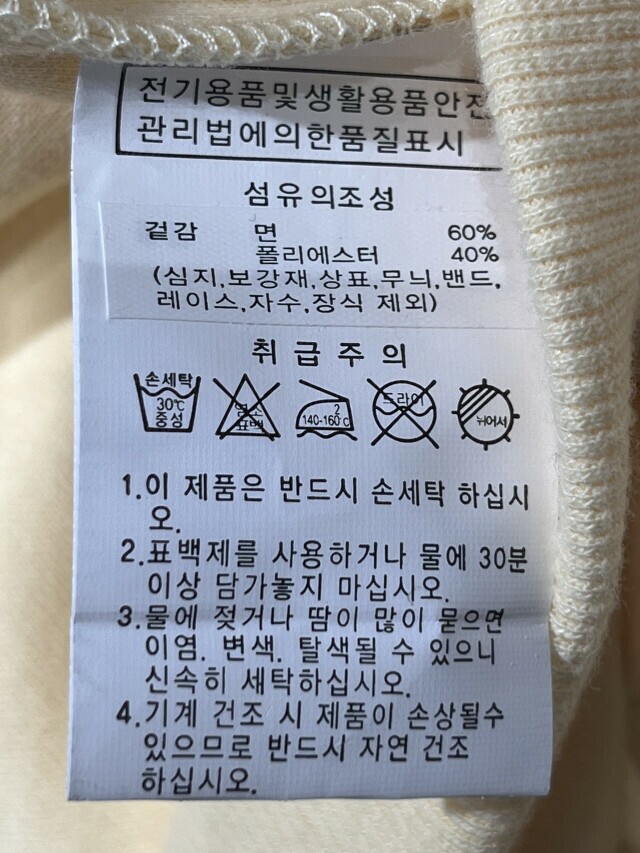 전기용품및생활용품안전
관리법에의한품질표시
섬유의조성
겉감 면 60%
폴리에스터 40%
(심지,보강재,상표,무늬,밴드,
레이스,자수,장식 제외)
취급주의
손세탁
30℃
중성
염소
표백
2
140-160℃
드라이
뉘어서
1.이 제품은 반드시 손세탁 하십시
오.
2.표백제를 사용하거나 물에 30분
이상 담가놓지 마십시오.
3.물에 젖거나 땀이 많이 묻으면
이염. 변색. 탈색될 수 있으니
신속히 세탁하십시오.
4.기계 건조 시 제품이 손상될수
있으므로 반드시 자연 건조
하십시오.